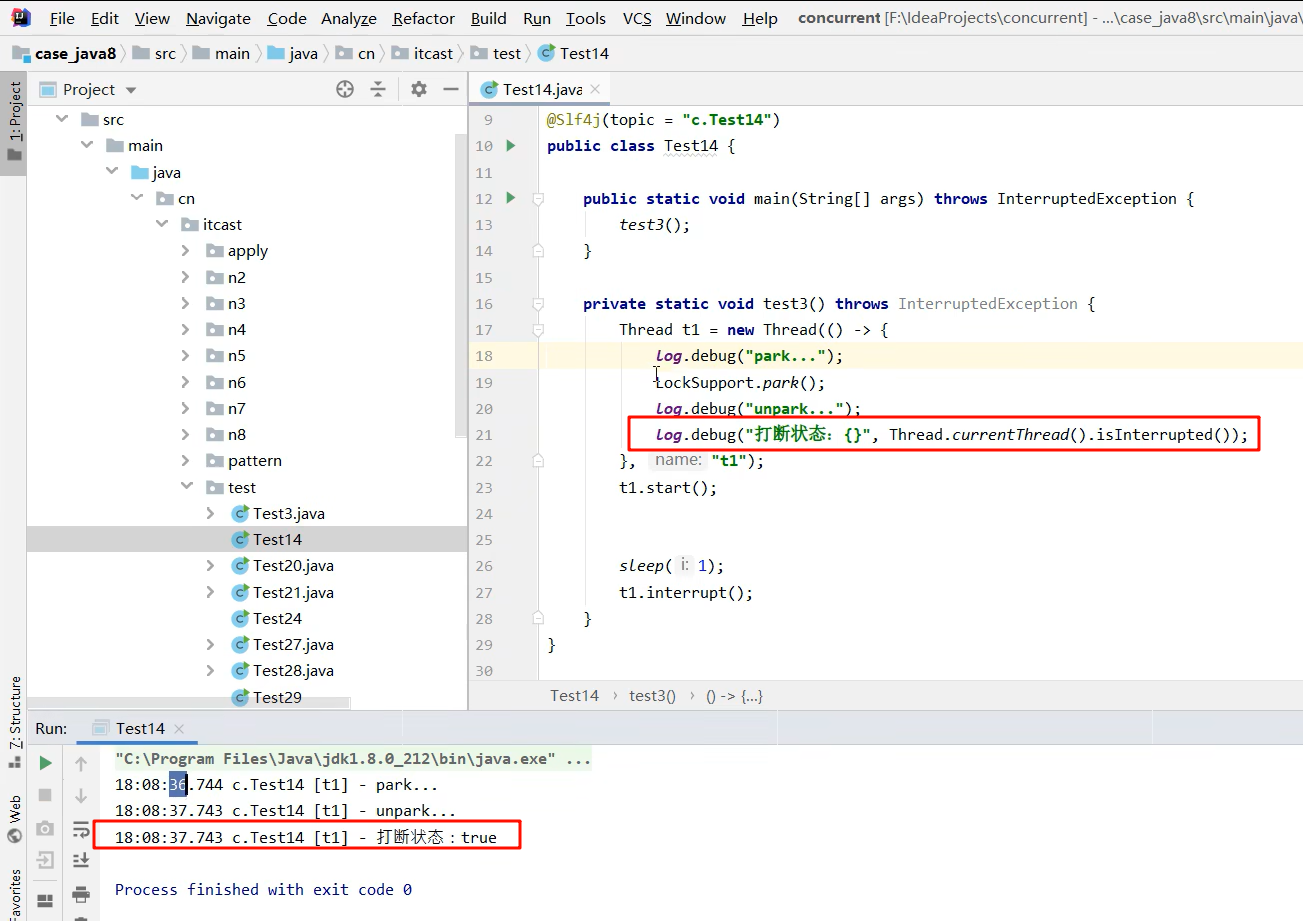 File Edit View Navigate Code Analyze Refactor Build Run Tools VCS Window Help concurrent [F:\IdeaProjects\concurrent] - ...\case_java8\src\main\java\
case_java8 src main java cn itcast test Test14
1: Project
Project
src
main
java
cn
itcast
apply
n2
n3
n4
n5
n6
n7
n8
pattern
test
Test3.java
Test14
Test20.java
Test21.java
Test24
Test27.java
Test28.java
Test29
Test14.java
9 @Slf4j(topic = "c.Test14")
10 public class Test14 {
11
12 public static void main(String[] args) throws InterruptedException {
13 test3();
14 }
15
16 private static void test3() throws InterruptedException {
17 Thread t1 = new Thread(() -> {
18 log.debug("park...");
19 LockSupport.park();
20 log.debug("unpark...");
21 log.debug("打断状态：{}", Thread.currentThread().isInterrupted());
22 }, name: "t1");
23 t1.start();
24
25
26 sleep( i: 1);
27 t1.interrupt();
28 }
29 }
30
Test14 › test3() › () -> {...}
7: Structure
Web
Favorites
Run: Test14
"C:\Program Files\Java\jdk1.8.0_212\bin\java.exe" ...
18:08:36.744 c.Test14 [t1] - park...
18:08:37.743 c.Test14 [t1] - unpark...
18:08:37.743 c.Test14 [t1] - 打断状态：true
Process finished with exit code 0